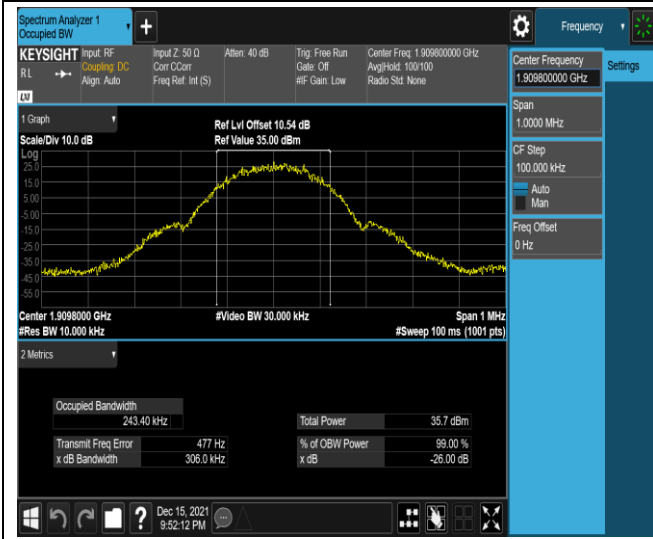 Spectrum Analyzer 1
Occupied BW
+
Frequency
KEYSIGHT
RL
LXI
Input: RF
Coupling: DC
Align: Auto
Input Z: 50 Ω
Corr CCorr
Freq Ref: Int (S)
Atten: 40 dB
Trig: Free Run
Gate: Off
#IF Gain: Low
Center Freq: 1.909800000 GHz
Avg|Hold: 100/100
Radio Std: None
Center Frequency
1.909800000 GHz
Settings
Span
1.0000 MHz
CF Step
100.000 kHz
Auto
Man
Freq Offset
0 Hz
1 Graph
Scale/Div 10.0 dB
Ref Lvl Offset 10.54 dB
Ref Value 35.00 dBm
Log
25.0
15.0
5.00
-5.00
-15.0
-25.0
-35.0
-45.0
-55.0
Center 1.9098000 GHz
#Res BW 10.000 kHz
#Video BW 30.000 kHz
Span 1 MHz
#Sweep 100 ms (1001 pts)
2 Metrics
Occupied Bandwidth
243.40 kHz
Total Power 35.7 dBm
Transmit Freq Error 477 Hz
% of OBW Power 99.00 %
x dB Bandwidth 306.0 kHz
x dB -26.00 dB
?
Dec 15, 2021
9:52:12 PM